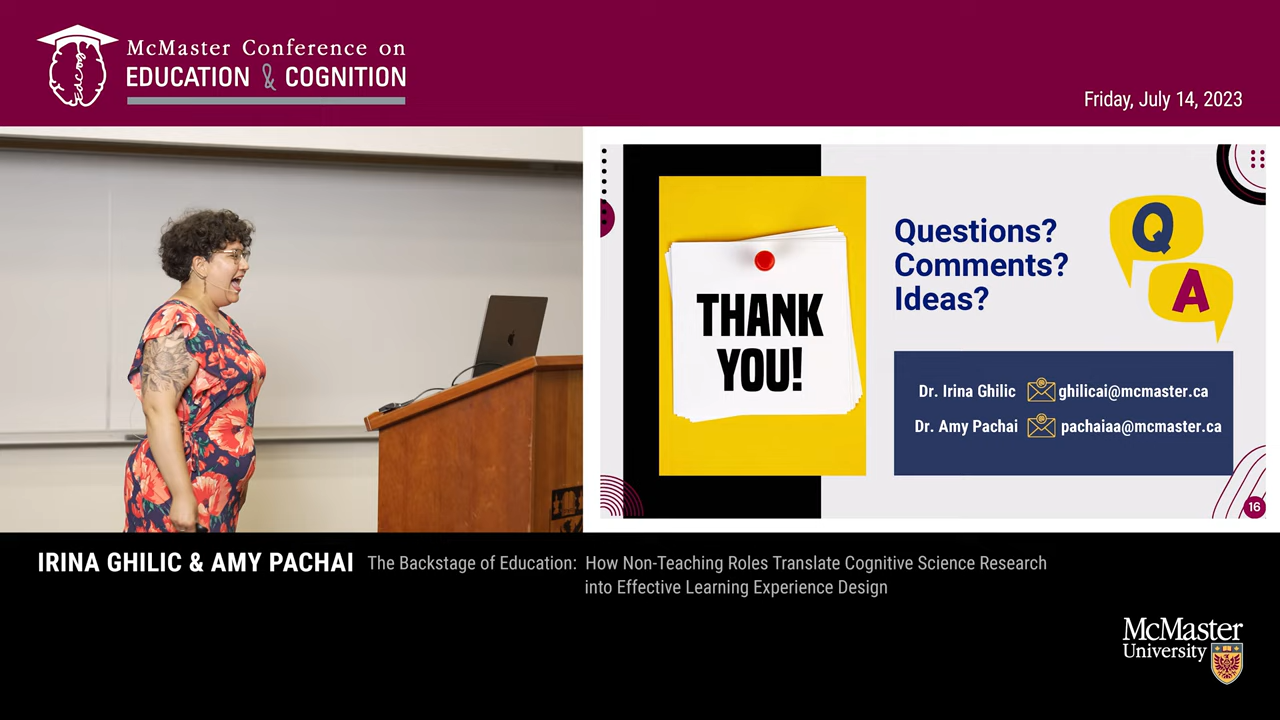 McMaster Conference on
EDUCATION & COGNITION
Friday, July 14, 2023
THANK
YOU!
Questions?
Comments?
Ideas?
Q
A
Dr. Irina Ghilic ghilicai@mcmaster.ca
Dr. Amy Pachai pachaiaa@mcmaster.ca
16
IRINA GHILIC & AMY PACHAI The Backstage of Education: How Non-Teaching Roles Translate Cognitive Science Research
into Effective Learning Experience Design
McMaster
University